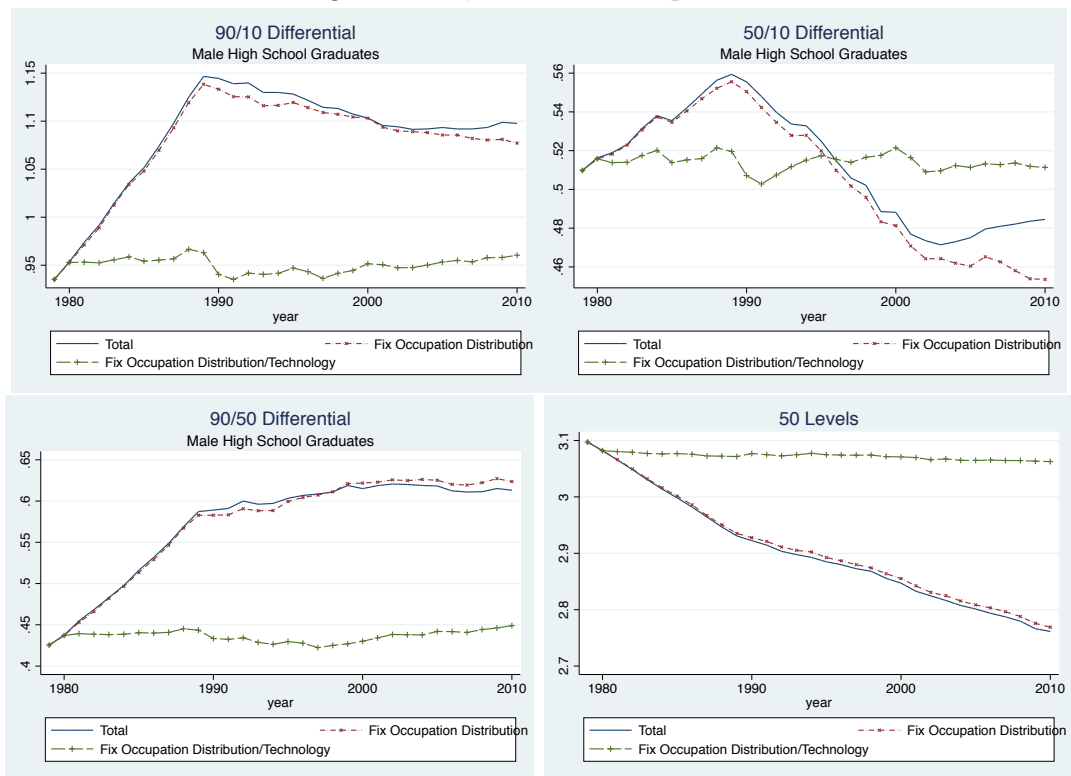 90/10 Differential
Male High School Graduates
1.15
1.1
1.05
1
.95
1980 1990 2000 2010
year
Total Fix Occupation Distribution
Fix Occupation Distribution/Technology
50/10 Differential
Male High School Graduates
.56
.54
.52
.5
.48
.46
1980 1990 2000 2010
year
Total Fix Occupation Distribution
Fix Occupation Distribution/Technology
90/50 Differential
Male High School Graduates
.65
.6
.55
.5
.45
.4
1980 1990 2000 2010
year
Total Fix Occupation Distribution
Fix Occupation Distribution/Technology
50 Levels
3.1
3
2.9
2.8
2.7
1980 1990 2000 2010
year
Total Fix Occupation Distribution
Fix Occupation Distribution/Technology